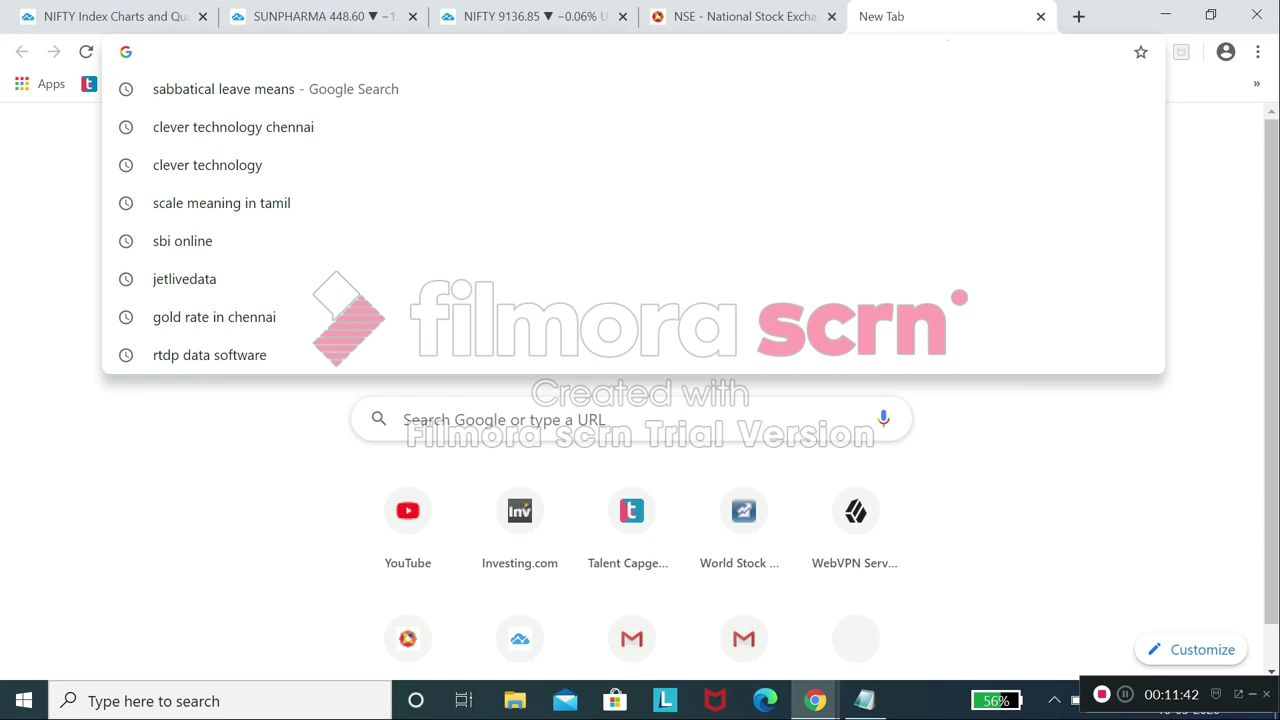 NIFTY Index Charts and Qu
SUNPHARMA 448.60 ▼ −1
NIFTY 9136.85 ▼ −0.06% U
NSE - National Stock Excha
New Tab
Apps
sabbatical leave means - Google Search
clever technology chennai
clever technology
scale meaning in tamil
sbi online
jetlivedata
gold rate in chennai
rtdp data software
filmora scrn
Created with
Filmora scrn Trial Version
Search Google or type a URL
YouTube
Investing.com
Talent Capge...
World Stock ...
WebVPN Serv...
Customize
Type here to search
56%
00:11:42